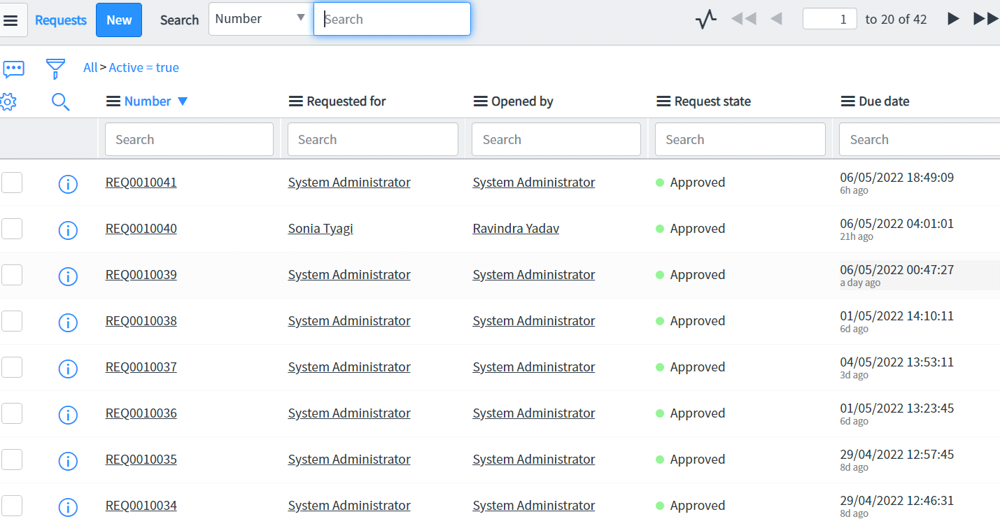 Requests New Search Number Search 1 to 20 of 42
All > Active = true
Number Requested for Opened by Request state Due date
Search Search Search Search Search
REQ0010041 System Administrator System Administrator Approved 06/05/2022 18:49:09
6h ago
REQ0010040 Sonia Tyagi Ravindra Yadav Approved 06/05/2022 04:01:01
21h ago
REQ0010039 System Administrator System Administrator Approved 06/05/2022 00:47:27
a day ago
REQ0010038 System Administrator System Administrator Approved 01/05/2022 14:10:11
6d ago
REQ0010037 System Administrator System Administrator Approved 04/05/2022 13:53:11
3d ago
REQ0010036 System Administrator System Administrator Approved 01/05/2022 13:23:45
6d ago
REQ0010035 System Administrator System Administrator Approved 29/04/2022 12:57:45
8d ago
REQ0010034 System Administrator System Administrator Approved 29/04/2022 12:46:31
8d ago